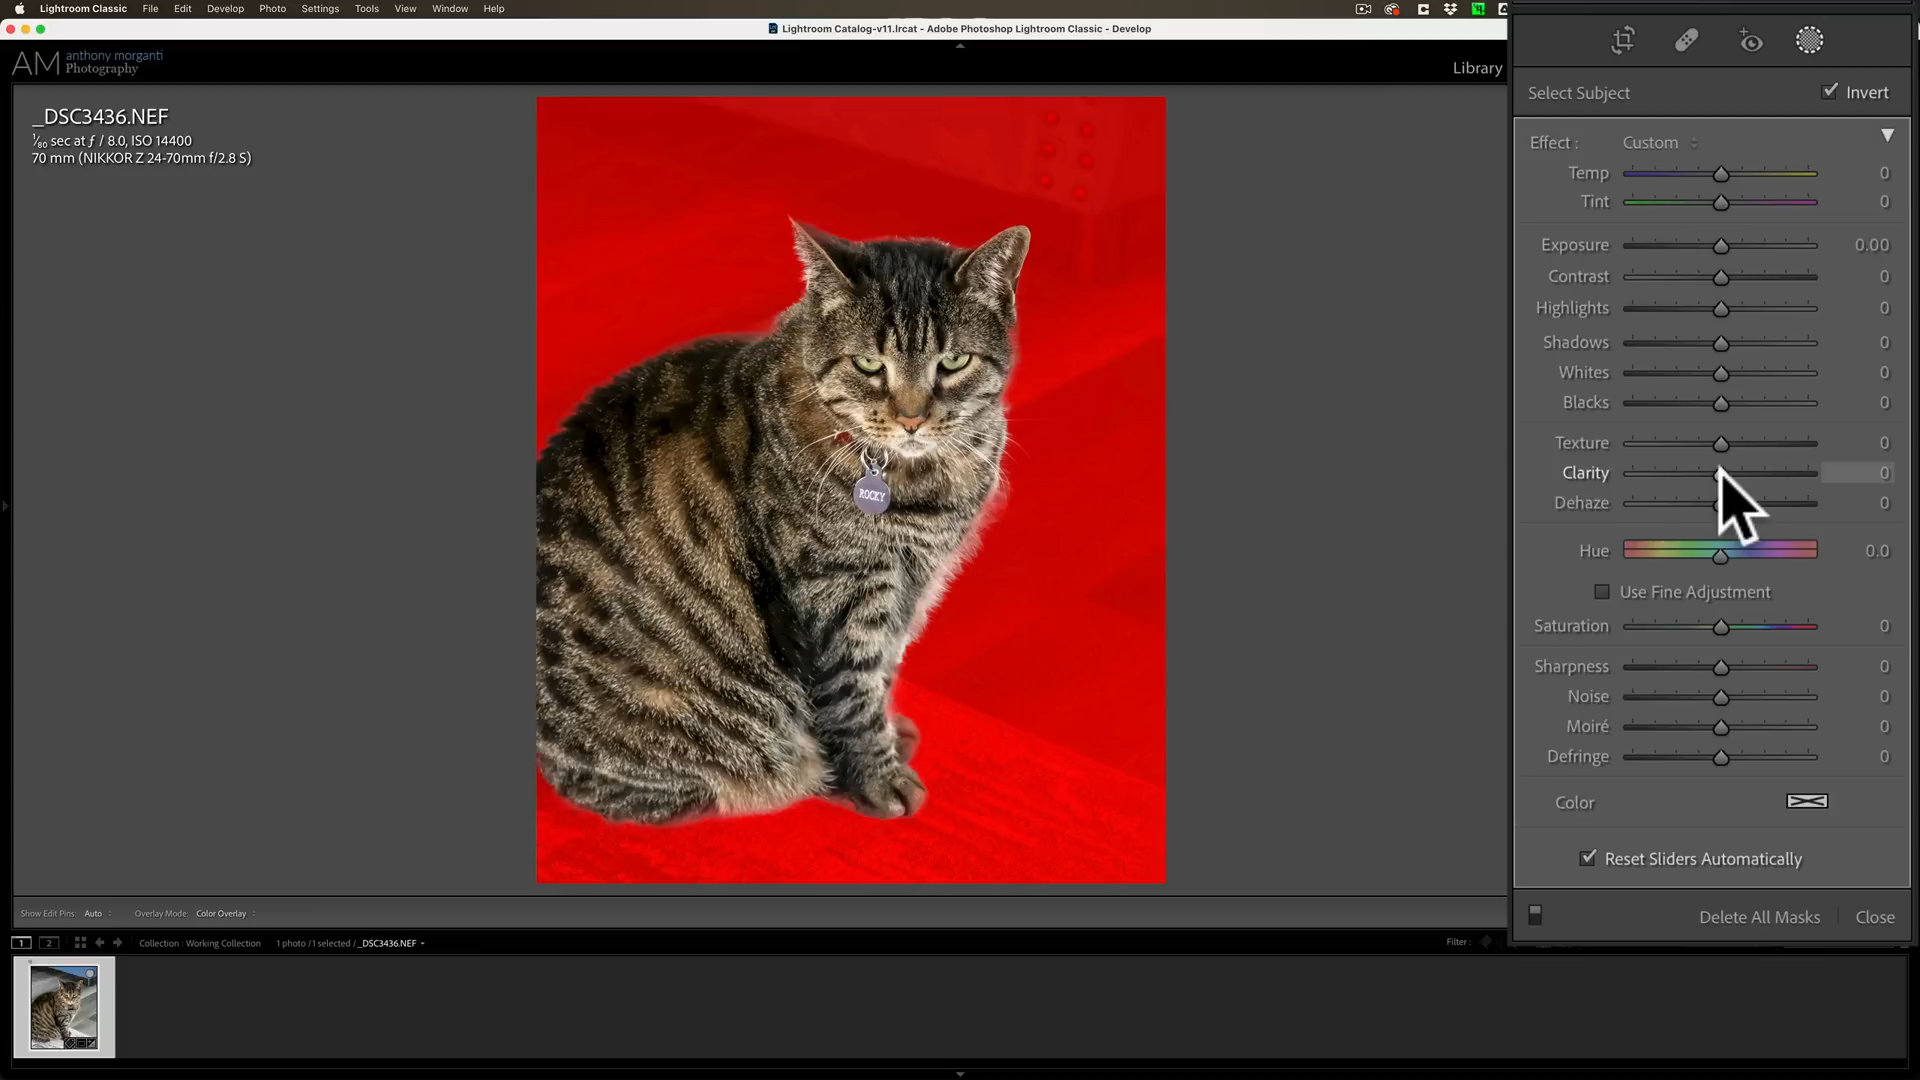 Lightroom Classic File Edit Develop Photo Settings Tools View Window Help
Lightroom Catalog-v11.lrcat - Adobe Photoshop Lightroom Classic - Develop
AM anthony morganti
Photography
Library
_DSC3436.NEF
1/80 sec at ƒ / 8.0, ISO 14400
70 mm (NIKKOR Z 24-70mm f/2.8 S)
ROCKY
Select Subject Invert
Effect : Custom
Temp 0
Tint 0
Exposure 0.00
Contrast 0
Highlights 0
Shadows 0
Whites 0
Blacks 0
Texture 0
Clarity 0
Dehaze 0
Hue 0.0
Use Fine Adjustment
Saturation 0
Sharpness 0
Noise 0
Moiré 0
Defringe 0
Color
Reset Sliders Automatically
Delete All Masks Close
Show Edit Pins: Auto Overlay Mode: Color Overlay
1 2 Collection : Working Collection 1 photo /1 selected / _DSC3436.NEF Filter :